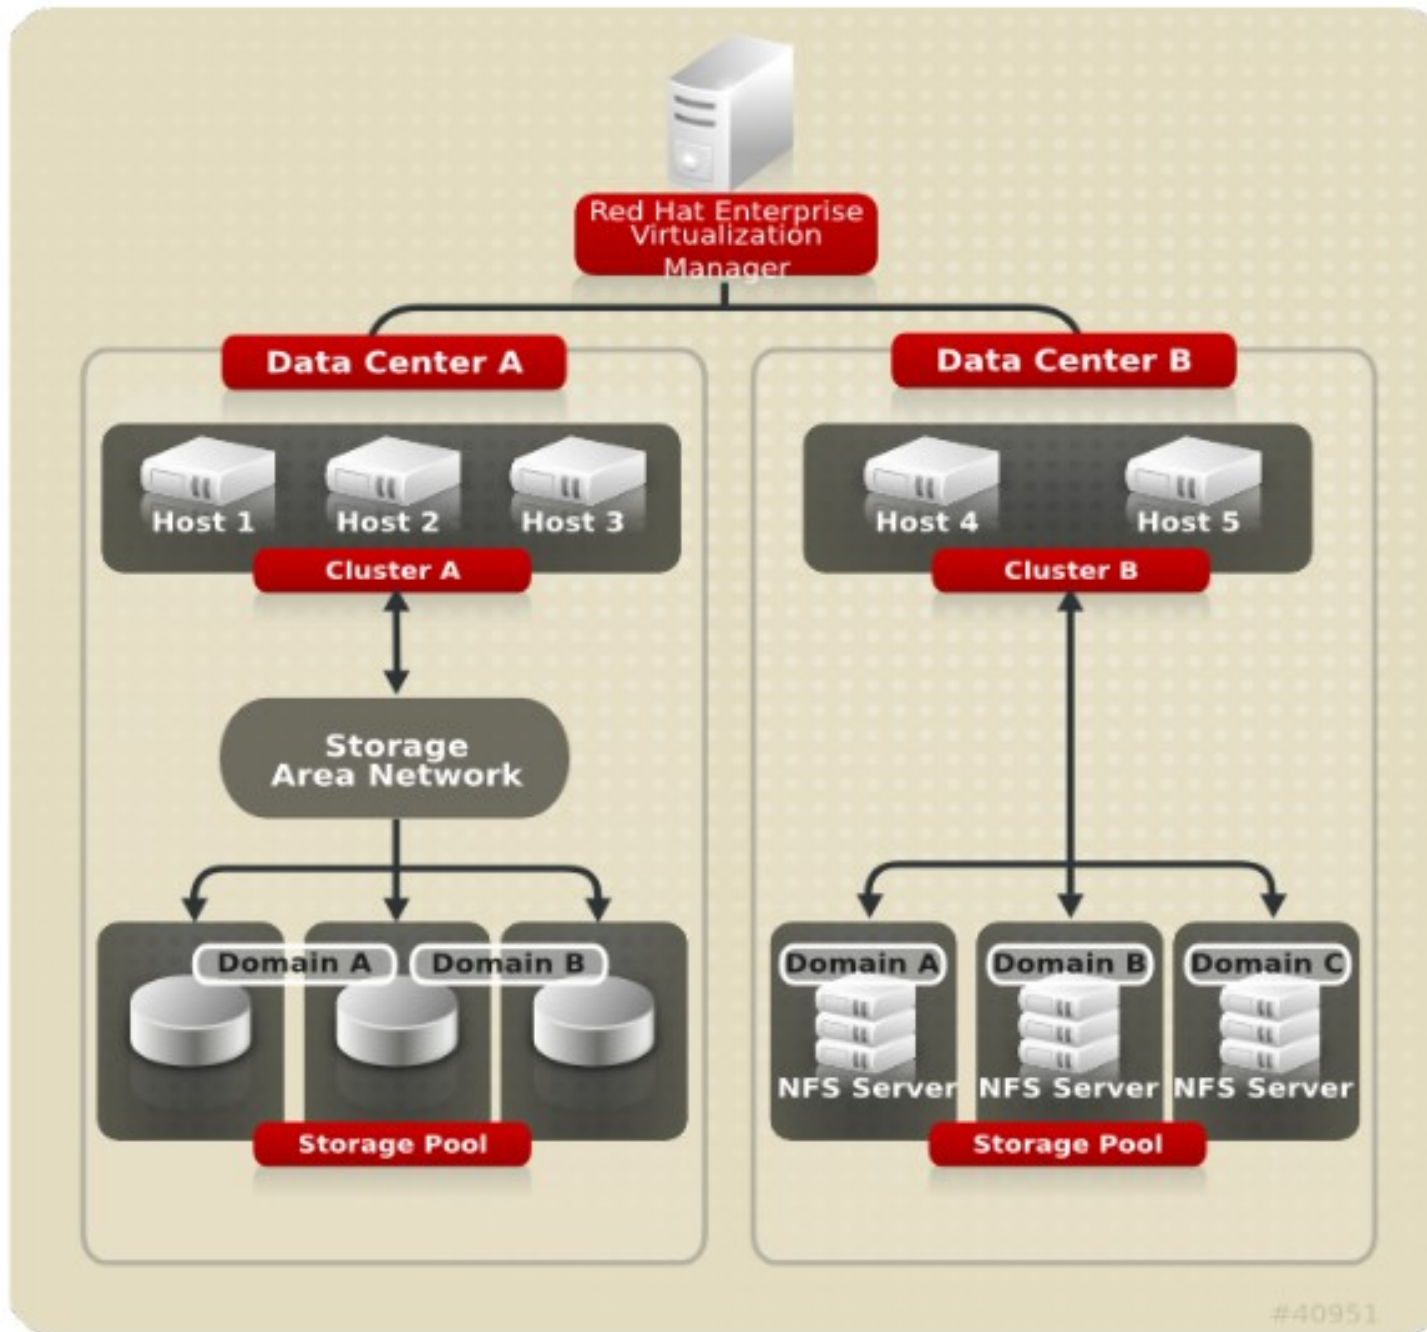 Red Hat Enterprise
Virtualization
Manager
Data Center A
Data Center B
Host 1
Host 2
Host 3
Host 4
Host 5
Cluster A
Cluster B
Storage
Area Network
Domain A
Domain B
Domain A
Domain B
Domain C
NFS Server
NFS Server
NFS Server
Storage Pool
Storage Pool
#40951